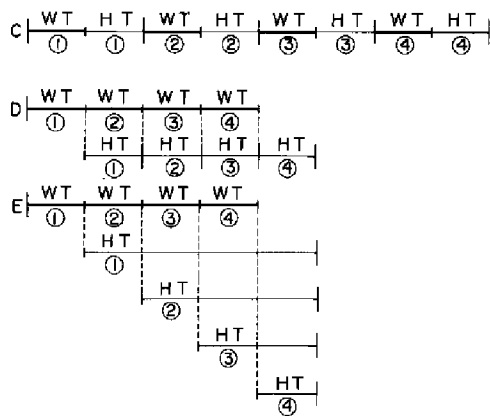 WT HT WT HT WT HT WT HT
C
① ① ② ② ③ ③ ④ ④
WT WT WT WT
D
① ② ③ ④
HT HT HT HT
① ② ③ ④
WT WT WT WT
E
① ② ③ ④
HT
①
HT
②
HT
③
HT
④